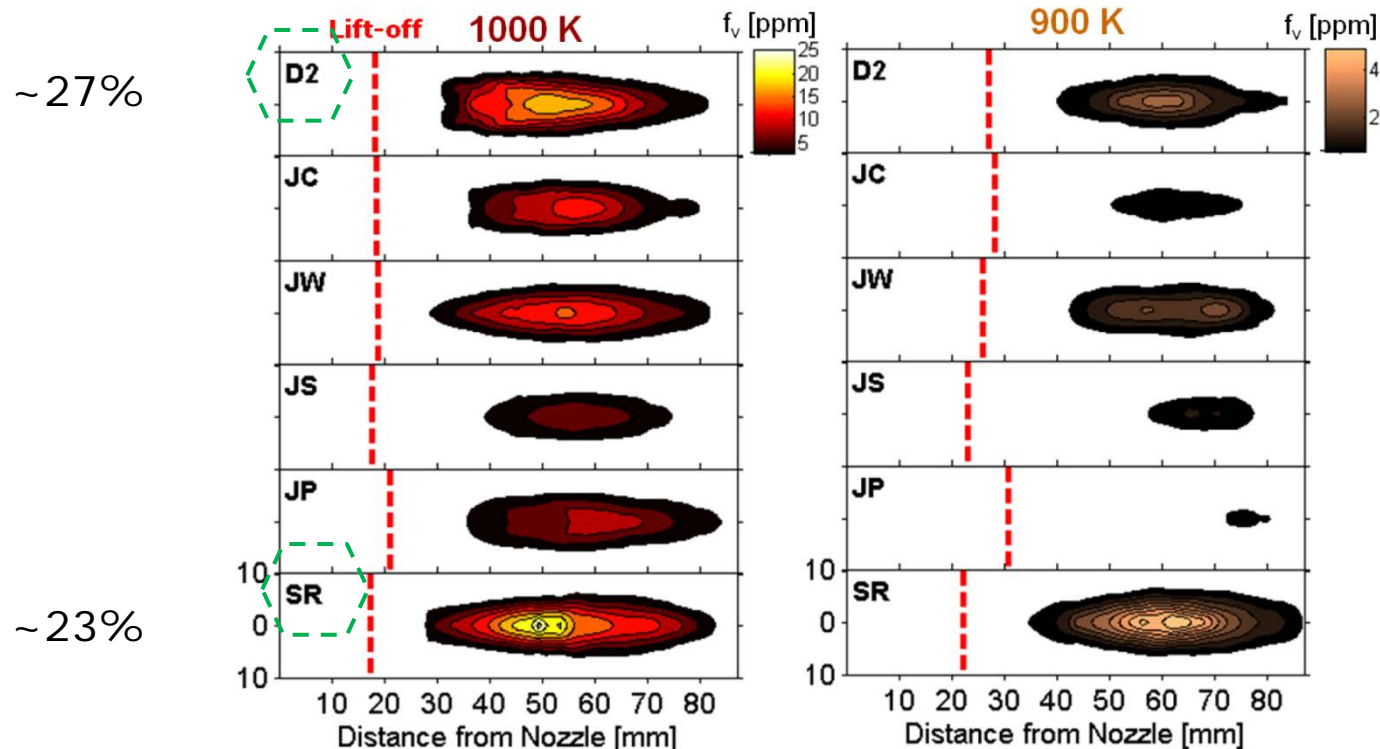 Lift-off 1000 K fv [ppm] 900 K fv [ppm]
~27%
D2
25
20
15
10
5
D2
4
2
JC
JC
JW
JW
JS
JS
JP
JP
~23%
10
SR
0
10
10
SR
0
10
10 20 30 40 50 60 70 80
10 20 30 40 50 60 70 80
Distance from Nozzle [mm]
Distance from Nozzle [mm]